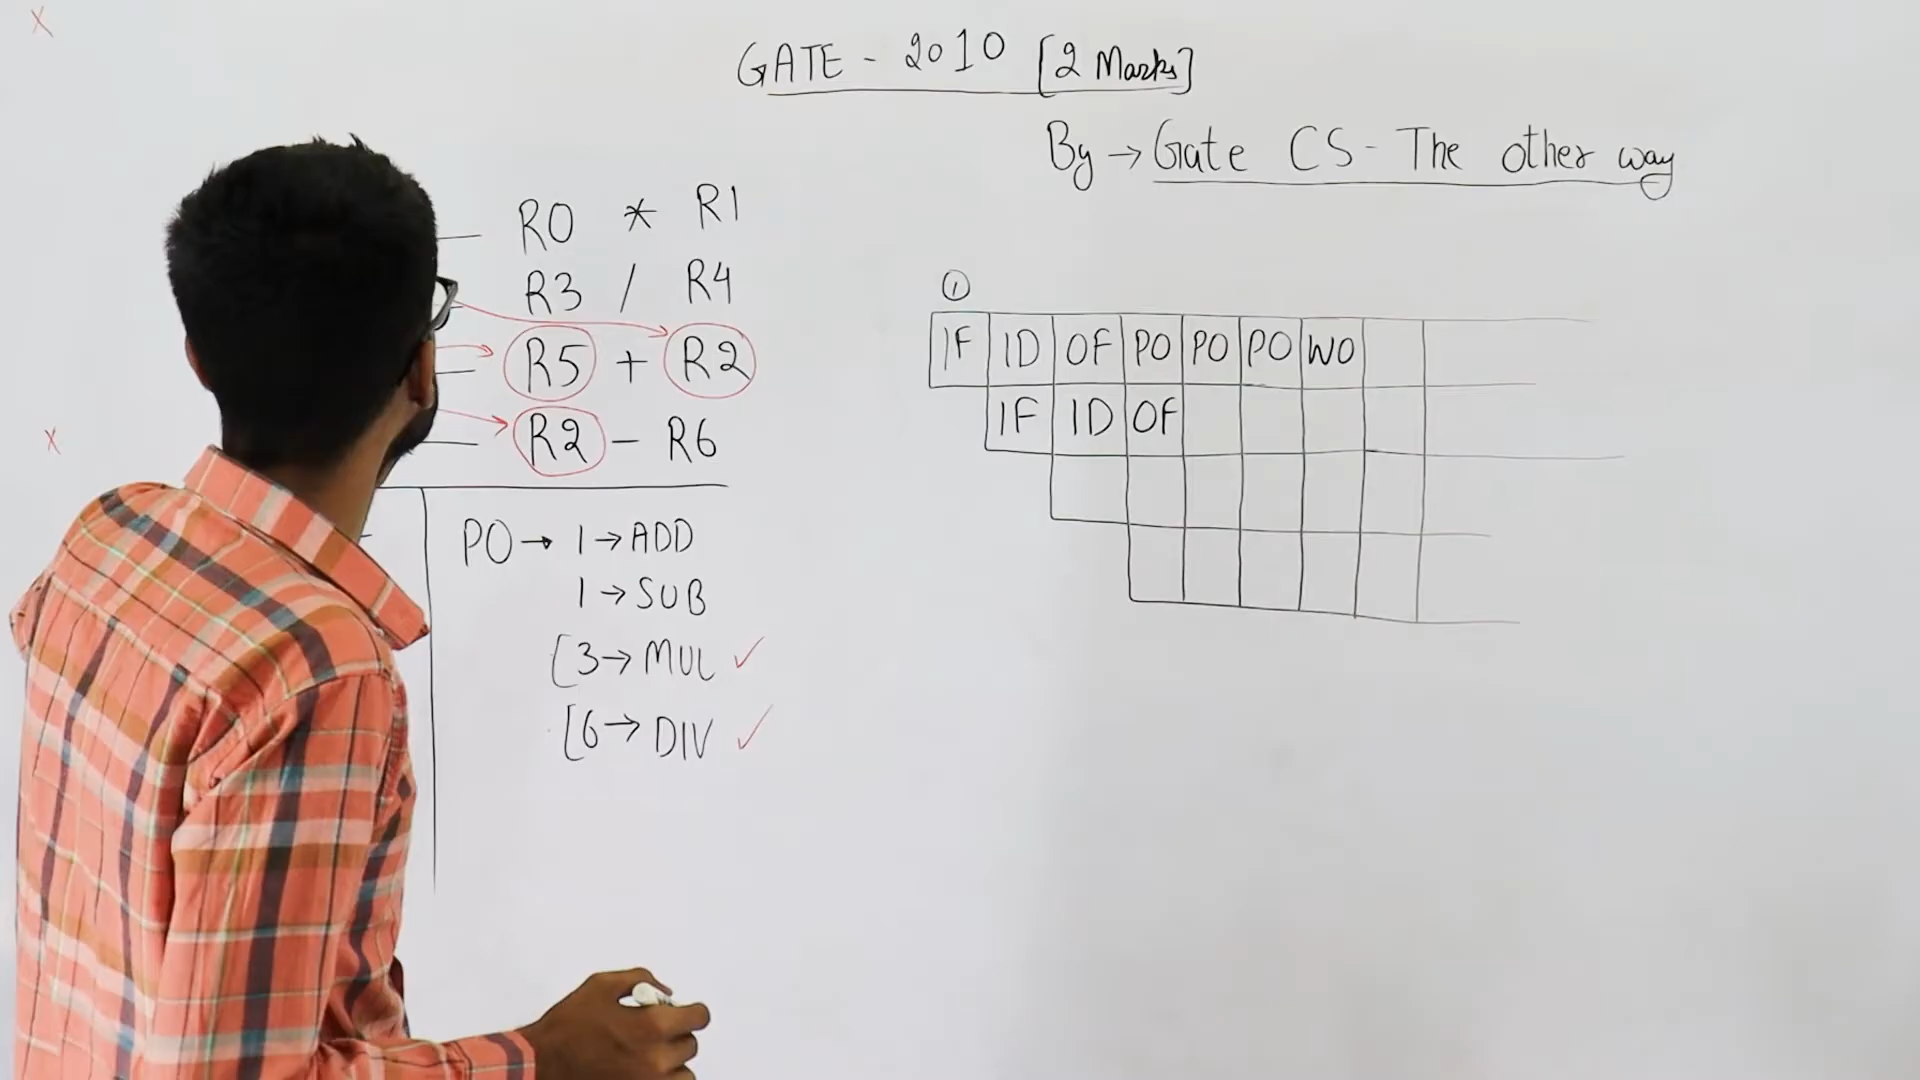 GATE - 2010 [2 Marks]
By → Gate CS - The other way
R0 * R1
R3 / R4
R5 + R2
R2 - R6
PO → 1 → ADD
1 → SUB
[3 → MUL ✓
[6 → DIV ✓
①
IF ID OF PO PO PO WO
IF ID OF
X
X